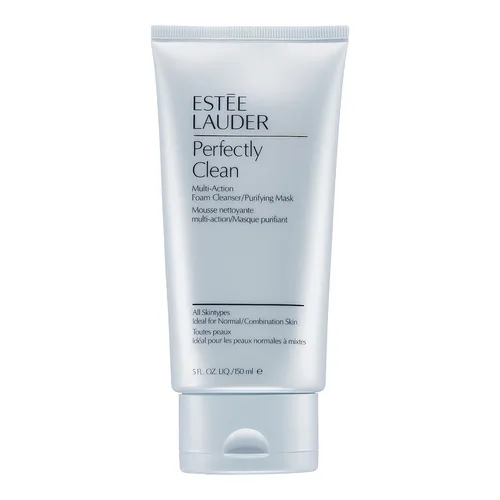 ESTĒE
LAUDER
Perfectly
Clean
Multi-Action
Foam Cleanser/Purifying Mask
Mousse nettoyante
multi-action/Masque purifiant
All Skintypes
Ideal for Normal/Combination Skin
Toutes peaux
Idéal pour les peaux normales à mixtes
5 FL. OZ. LIQ./150 ml ℮